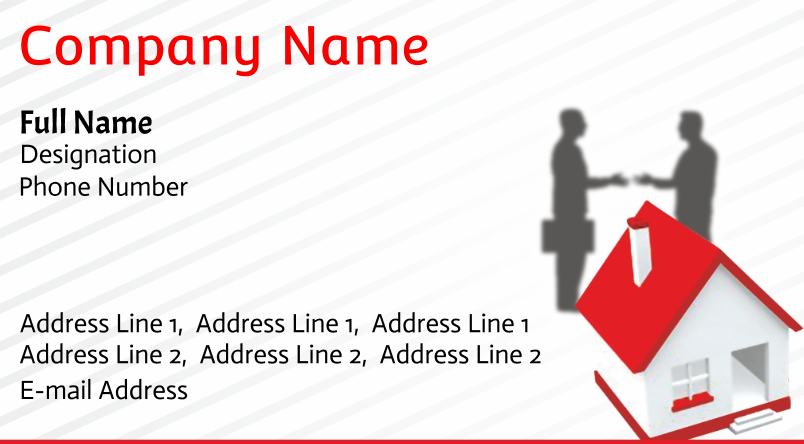 Company Name
Full Name
Designation
Phone Number
Address Line 1,  Address Line 1,  Address Line 1
Address Line 2,  Address Line 2,  Address Line 2
E-mail Address